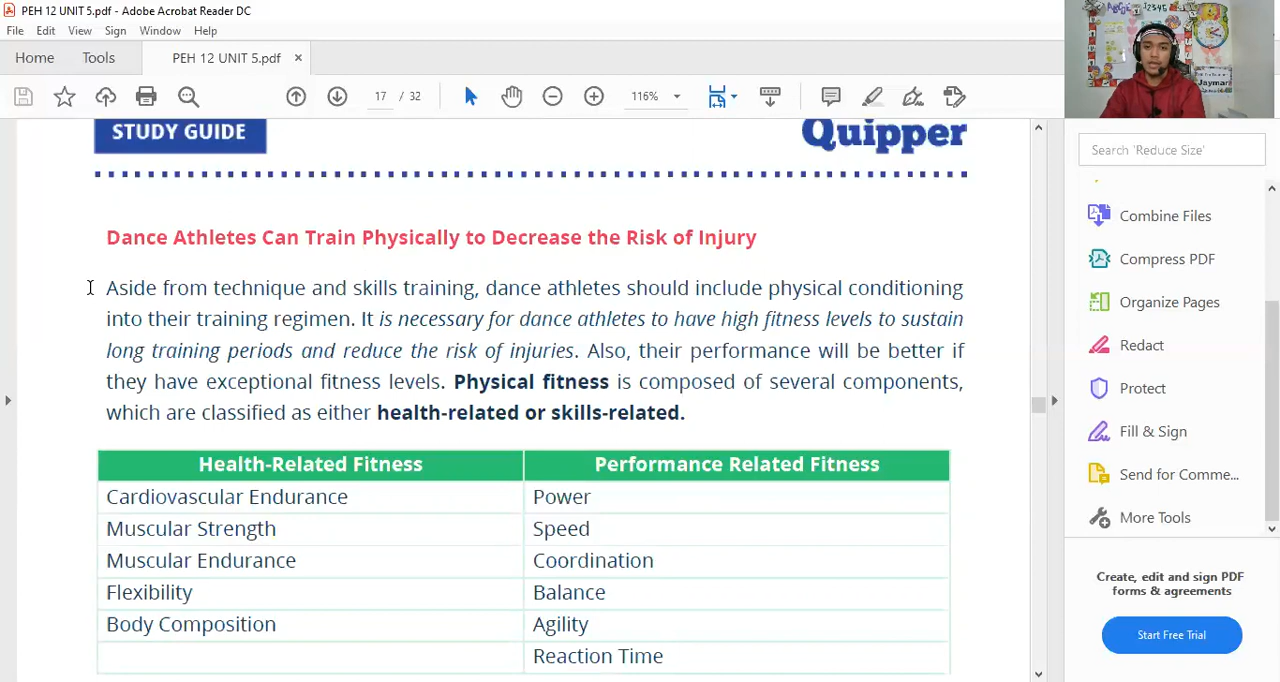 PEH 12 UNIT 5.pdf - Adobe Acrobat Reader DC
File Edit View Sign Window Help
Home Tools PEH 12 UNIT 5.pdf ×
17 / 32 116%
Search 'Reduce Size'
Combine Files
Compress PDF
Organize Pages
Redact
Protect
Fill & Sign
Send for Comme...
More Tools
Create, edit and sign PDF
forms & agreements
Start Free Trial
STUDY GUIDE Quipper
Dance Athletes Can Train Physically to Decrease the Risk of Injury
Aside from technique and skills training, dance athletes should include physical conditioning
into their training regimen. It is necessary for dance athletes to have high fitness levels to sustain
long training periods and reduce the risk of injuries. Also, their performance will be better if
they have exceptional fitness levels. Physical fitness is composed of several components,
which are classified as either health-related or skills-related.
Health-Related Fitness Performance Related Fitness
Cardiovascular Endurance Power
Muscular Strength Speed
Muscular Endurance Coordination
Flexibility Balance
Body Composition Agility
Reaction Time